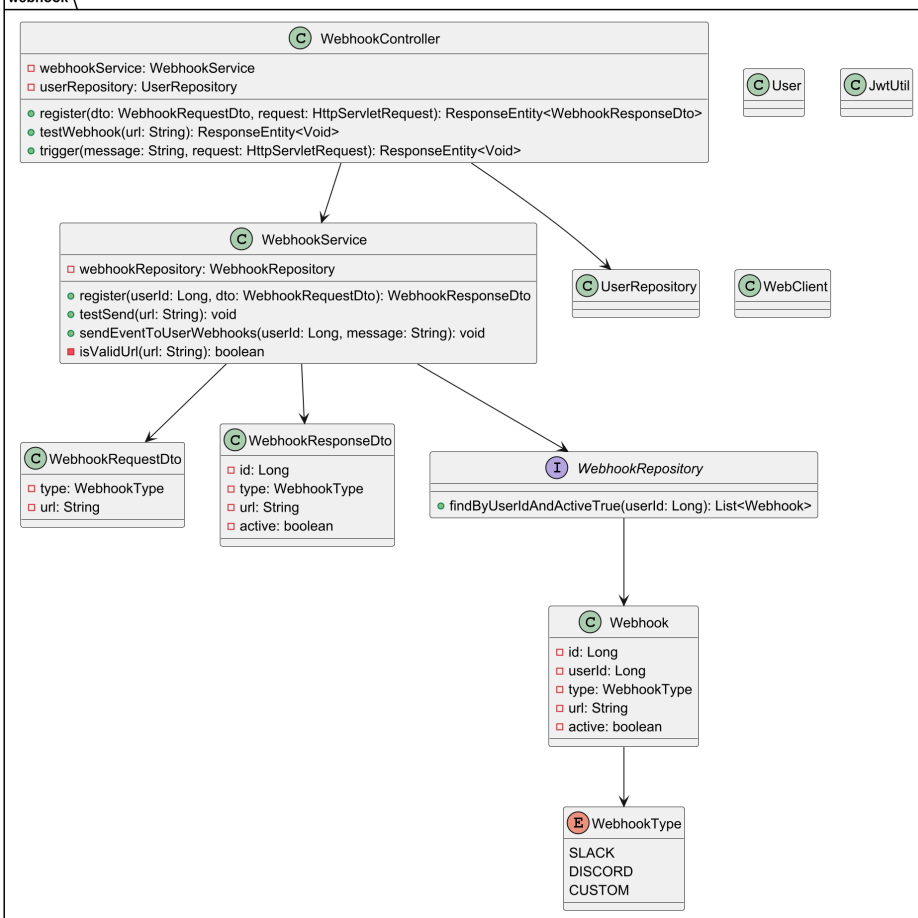 webhook
C WebhookController
webhookService: WebhookService
userRepository: UserRepository
register(dto: WebhookRequestDto, request: HttpServletRequest): ResponseEntity<WebhookResponseDto>
testWebhook(url: String): ResponseEntity<Void>
trigger(message: String, request: HttpServletRequest): ResponseEntity<Void>
C User
C JwtUtil
C WebhookService
webhookRepository: WebhookRepository
register(userId: Long, dto: WebhookRequestDto): WebhookResponseDto
testSend(url: String): void
sendEventToUserWebhooks(userId: Long, message: String): void
isValidUrl(url: String): boolean
C UserRepository
C WebClient
C WebhookRequestDto
type: WebhookType
url: String
C WebhookResponseDto
id: Long
type: WebhookType
url: String
active: boolean
I WebhookRepository
findByUserIdAndActiveTrue(userId: Long): List<Webhook>
C Webhook
id: Long
userId: Long
type: WebhookType
url: String
active: boolean
E WebhookType
SLACK
DISCORD
CUSTOM